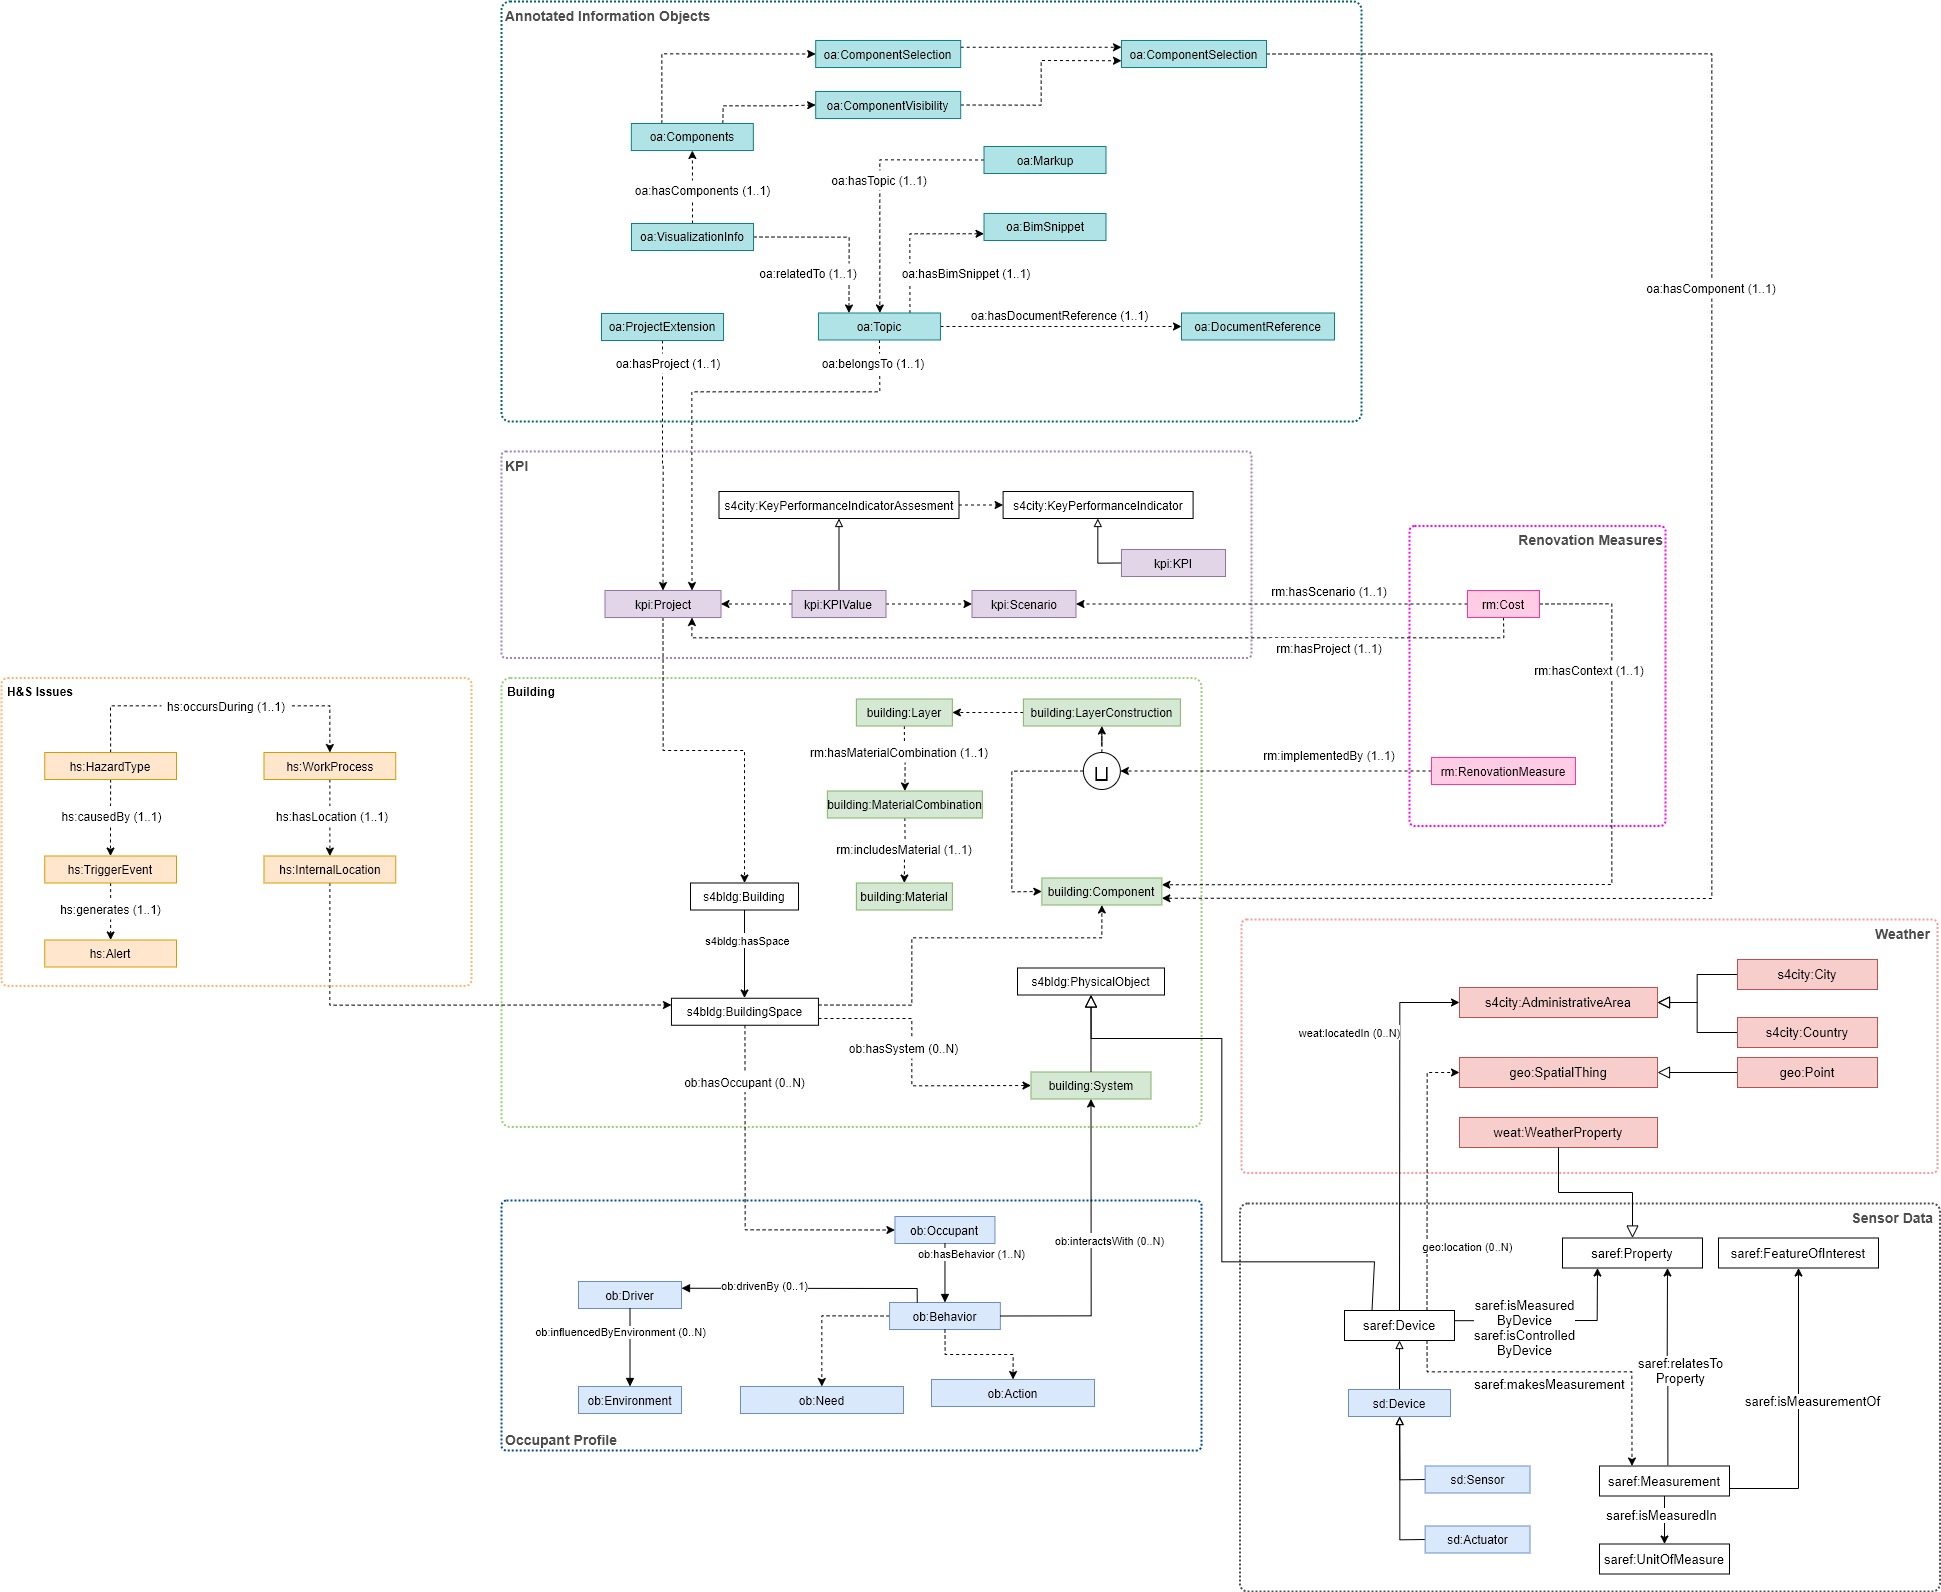 Annotated Information Objects
oa:ComponentSelection
oa:ComponentSelection
oa:ComponentVisibility
oa:Components
oa:Markup
oa:hasTopic (1..1)
oa:hasComponents (1..1)
oa:BimSnippet
oa:VisualizationInfo
oa:relatedTo (1..1)
oa:hasBimSnippet (1..1)
oa:hasComponent (1..1)
oa:hasDocumentReference (1..1)
oa:ProjectExtension
oa:Topic
oa:DocumentReference
oa:hasProject (1..1)
oa:belongsTo (1..1)
KPI
s4city:KeyPerformanceIndicatorAssesment
s4city:KeyPerformanceIndicator
kpi:KPI
kpi:Project
kpi:KPIValue
kpi:Scenario
Renovation Measures
rm:hasScenario (1..1)
rm:Cost
rm:hasProject (1..1)
rm:hasContext (1..1)
rm:implementedBy (1..1)
rm:RenovationMeasure
H&S Issues
hs:occursDuring (1..1)
hs:HazardType
hs:WorkProcess
hs:causedBy (1..1)
hs:hasLocation (1..1)
hs:TriggerEvent
hs:InternalLocation
hs:generates (1..1)
hs:Alert
Building
building:Layer
building:LayerConstruction
rm:hasMaterialCombination (1..1)
⊔
building:MaterialCombination
rm:includesMaterial (1..1)
s4bldg:Building
building:Material
building:Component
s4bldg:hasSpace
s4bldg:PhysicalObject
s4bldg:BuildingSpace
ob:hasSystem (0..N)
ob:hasOccupant (0..N)
building:System
Weather
s4city:City
s4city:AdministrativeArea
s4city:Country
weat:locatedIn (0..N)
geo:SpatialThing
geo:Point
weat:WeatherProperty
ob:Occupant
ob:hasBehavior (1..N)
ob:interactsWith (0..N)
ob:drivenBy (0..1)
ob:Driver
ob:Behavior
ob:influencedByEnvironment (0..N)
ob:Environment
ob:Need
ob:Action
Occupant Profile
Sensor Data
geo:location (0..N)
saref:Property
saref:FeatureOfInterest
saref:Device
saref:isMeasured
ByDevice
saref:isControlled
ByDevice
saref:relatesTo
Property
saref:makesMeasurement
saref:isMeasurementOf
sd:Device
sd:Sensor
saref:Measurement
saref:isMeasuredIn
sd:Actuator
saref:UnitOfMeasure